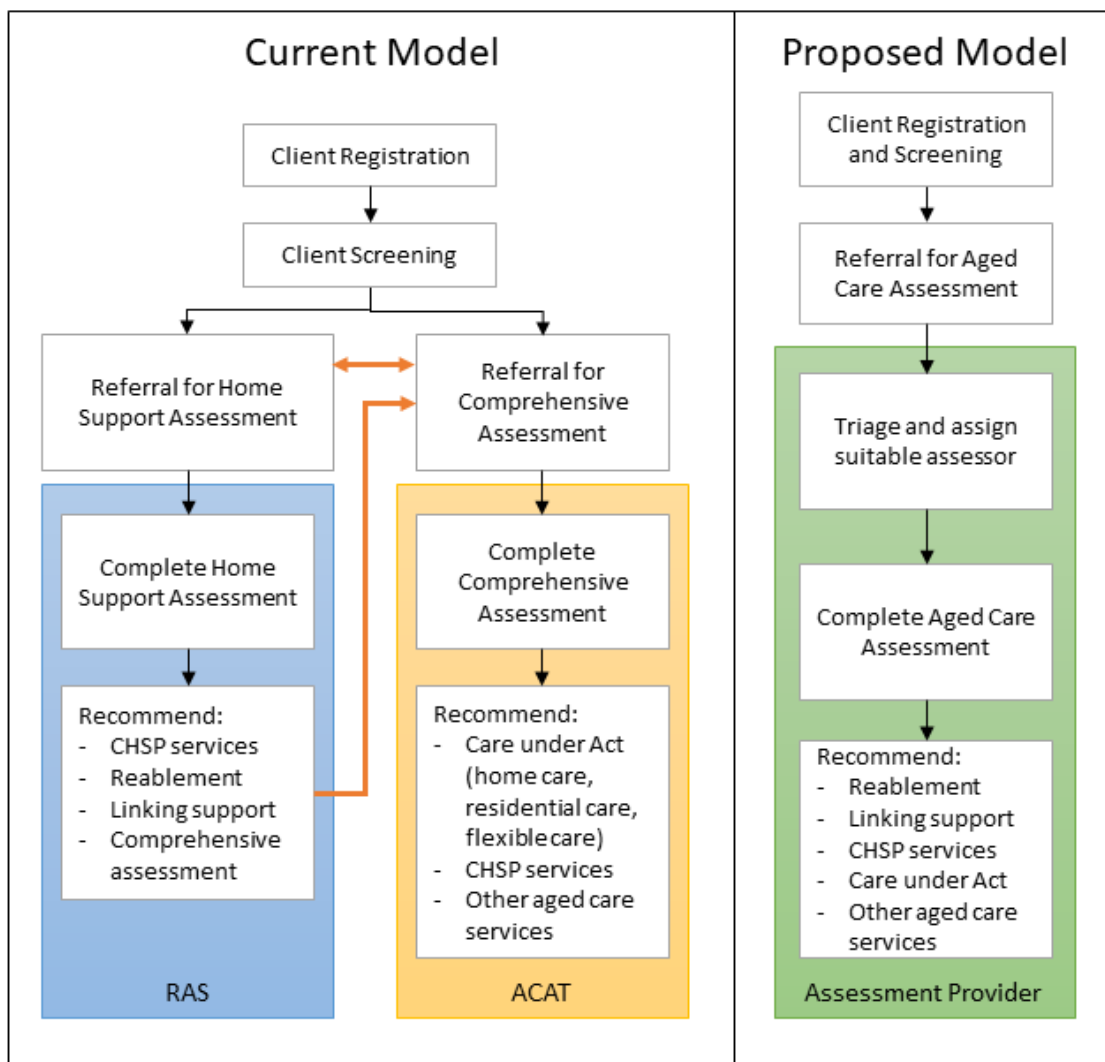 Current Model
Client Registration
Client Screening
Referral for Home
Support Assessment
Referral for
Comprehensive
Assessment
Complete Home
Support Assessment
Complete
Comprehensive
Assessment
Recommend:
- CHSP services
- Reablement
- Linking support
- Comprehensive
assessment
Recommend:
- Care under Act
(home care,
residential care,
flexible care)
- CHSP services
- Other aged care
services
RAS
ACAT
Proposed Model
Client Registration
and Screening
Referral for Aged
Care Assessment
Triage and assign
suitable assessor
Complete Aged Care
Assessment
Recommend:
- Reablement
- Linking support
- CHSP services
- Care under Act
- Other aged care
services
Assessment Provider